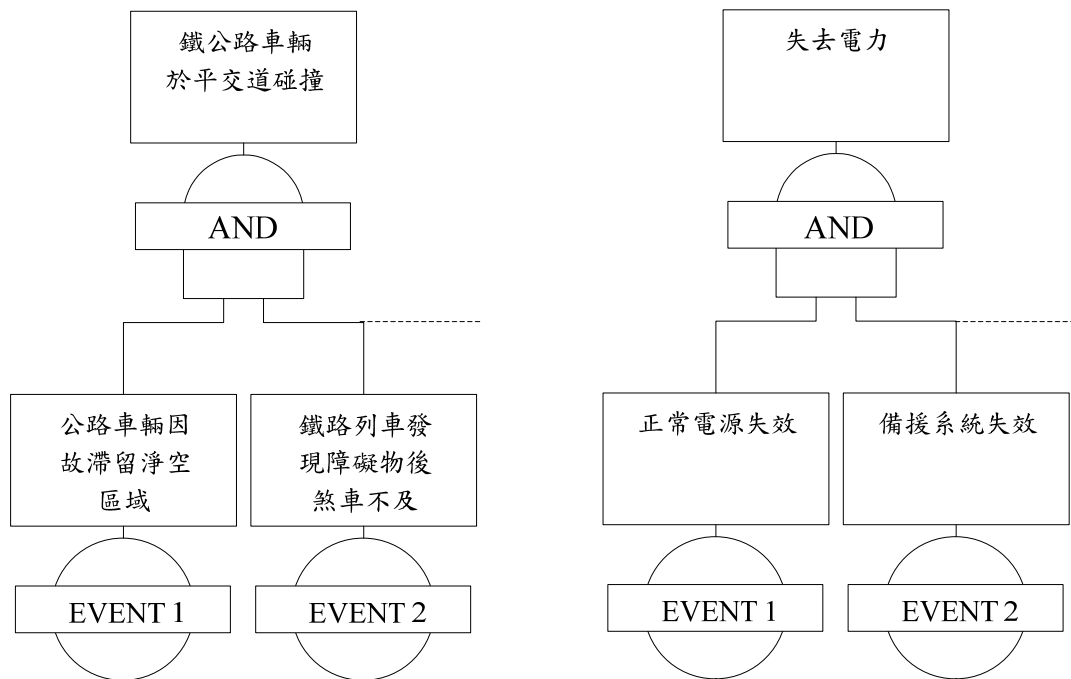 鐵公路車輛
於平交道碰撞
AND
公路車輛因
故滯留淨空
區域
EVENT 1
鐵路列車發
現障礙物後
煞車不及
EVENT 2
失去電力
AND
正常電源失效
EVENT 1
備援系統失效
EVENT 2